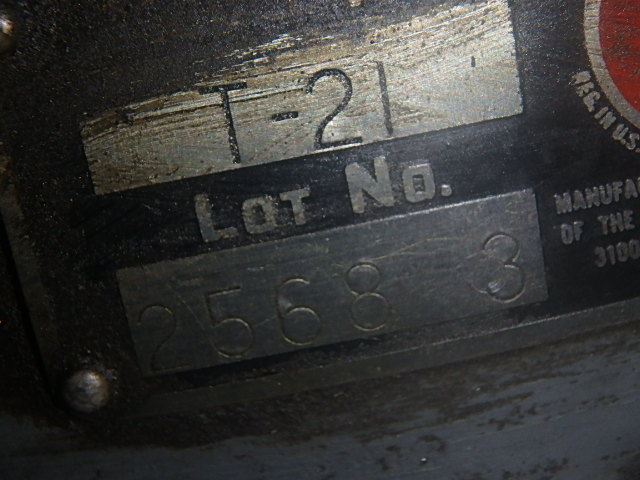 T-21
LOT NO.
2568 3
REG. IN U.S.
MANUFA
OF THE
3100